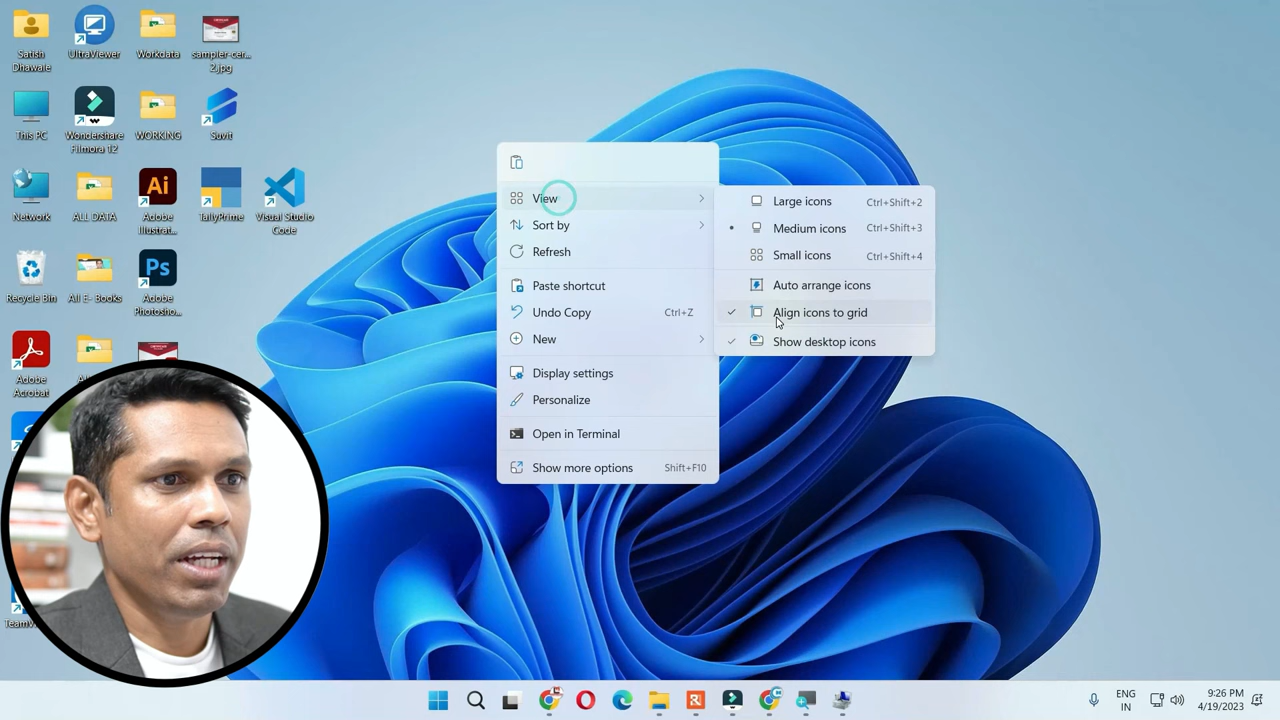 Satish
Dhawale
UltraViewer
Workdata
sampler-cer...
2.jpg
This PC
Wondershare
Filmora 12
WORKING
Suvit
Network
ALL DATA
Ai
Adobe
Illustrat...
TallyPrime
Visual Studio
Code
Recycle Bin
All E- Books
Ps
Adobe
Photosho...
Adobe
Acrobat
View
Sort by
Refresh
Paste shortcut
Undo Copy Ctrl+Z
New
Display settings
Personalize
Open in Terminal
Show more options Shift+F10
Large icons Ctrl+Shift+2
Medium icons Ctrl+Shift+3
Small icons Ctrl+Shift+4
Auto arrange icons
Align icons to grid
Show desktop icons
ENG
IN
9:26 PM
4/19/2023